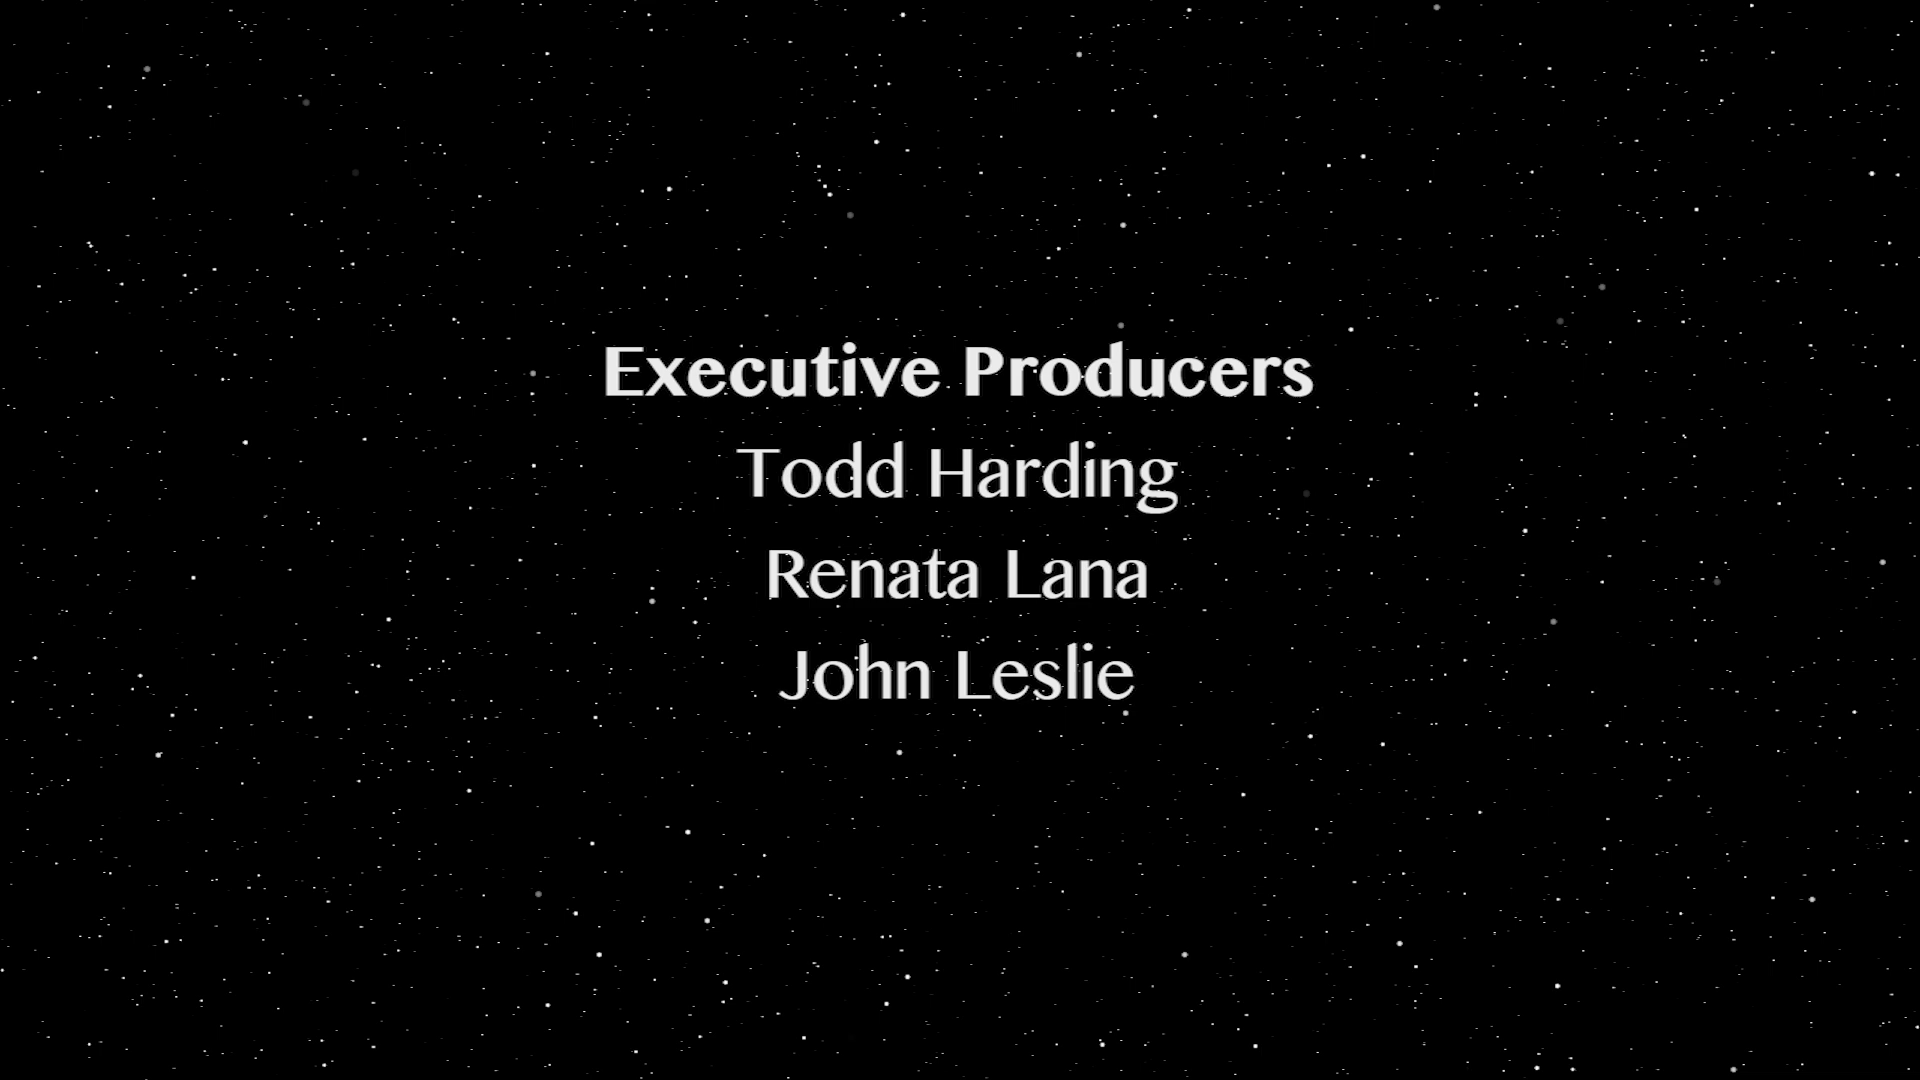 Executive Producers
Todd Harding
Renata Lana
John Leslie